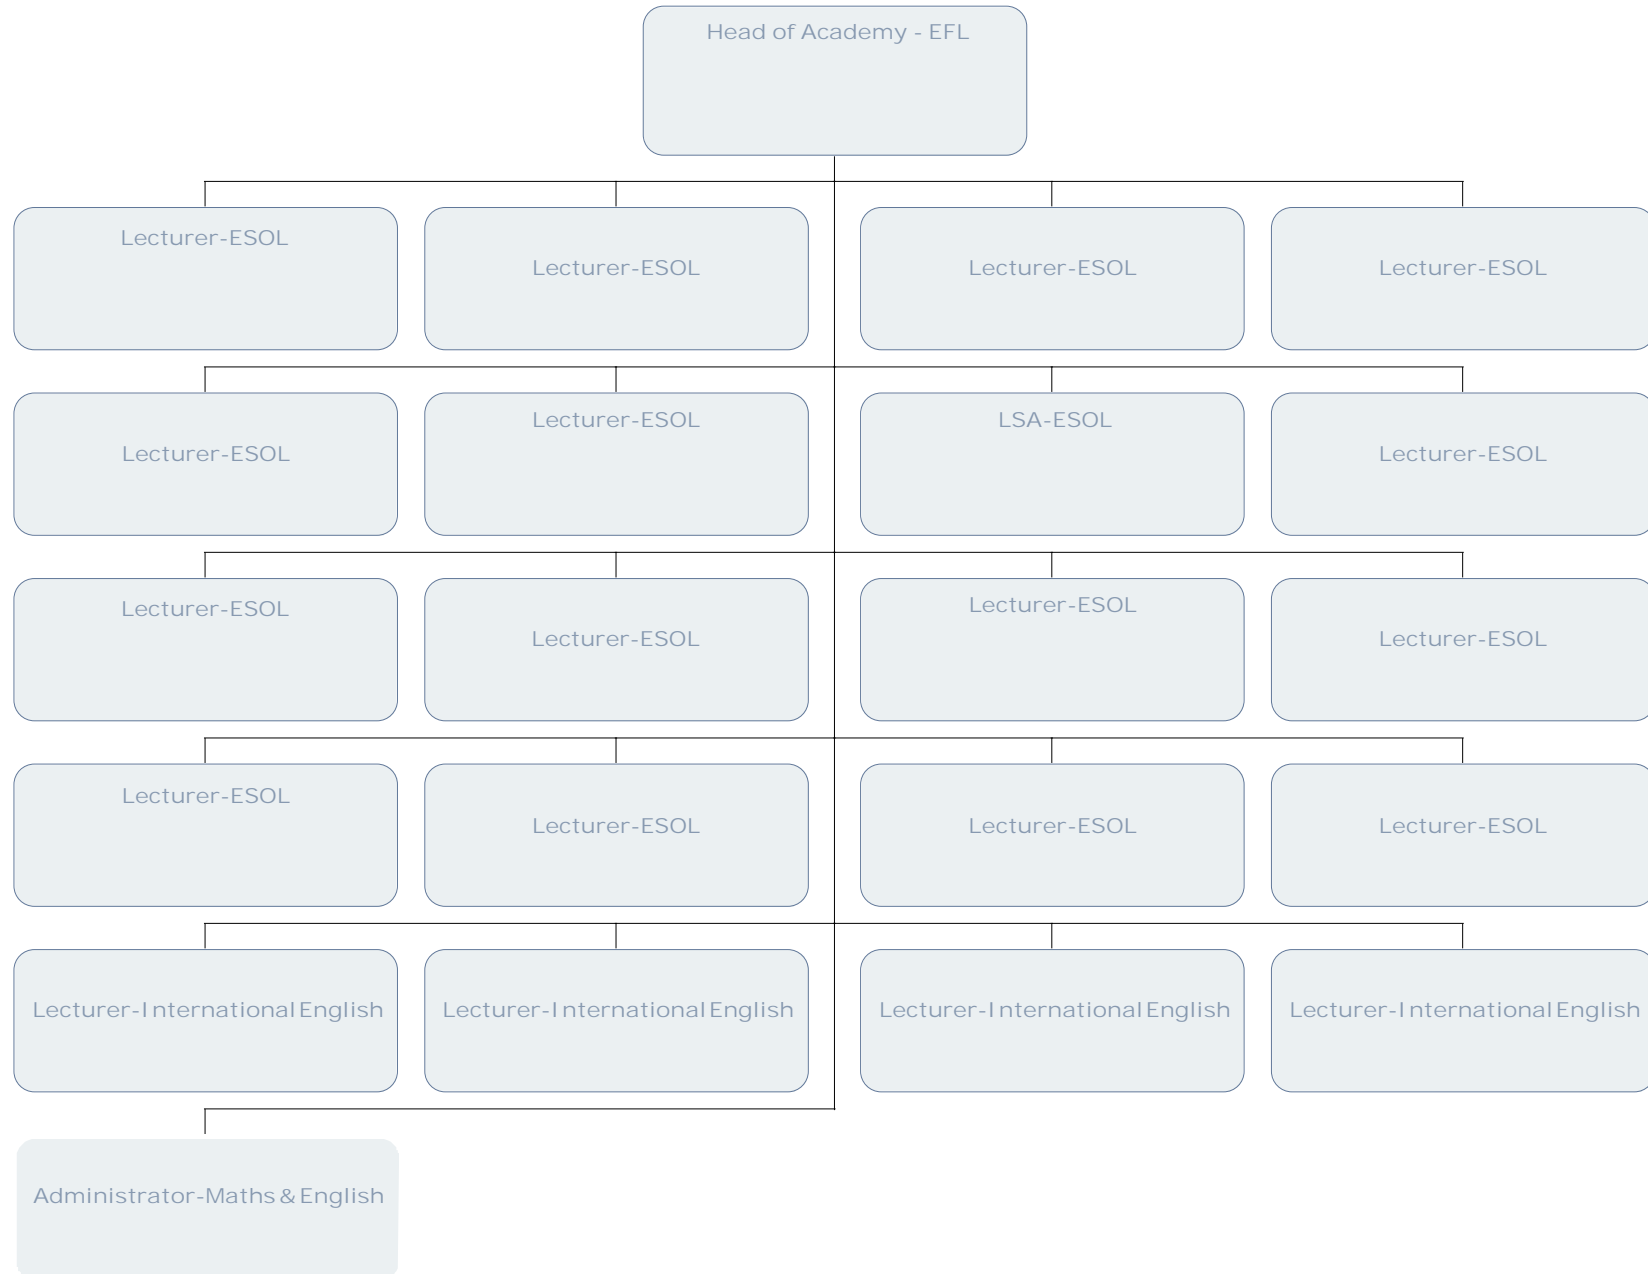 Head of Academy - EFL
Lecturer-ESOL
Lecturer-ESOL
Lecturer-ESOL
Lecturer-ESOL
Lecturer-ESOL
Lecturer-ESOL
LSA-ESOL
Lecturer-ESOL
Lecturer-ESOL
Lecturer-ESOL
Lecturer-ESOL
Lecturer-ESOL
Lecturer-ESOL
Lecturer-ESOL
Lecturer-ESOL
Lecturer-ESOL
Lecturer-International English
Lecturer-International English
Lecturer-International English
Lecturer-International English
Administrator-Maths & English